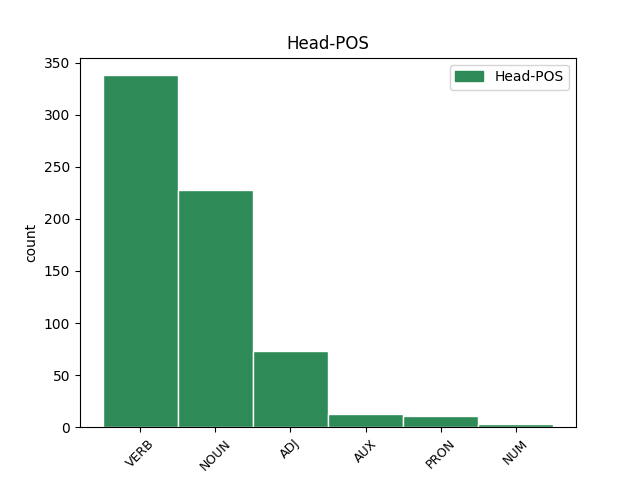 Head-POS
Head-POS
350
300
250
200
150
100
50
0
count
VERB
NOUN
ADJ
AUX
PRON
NUM